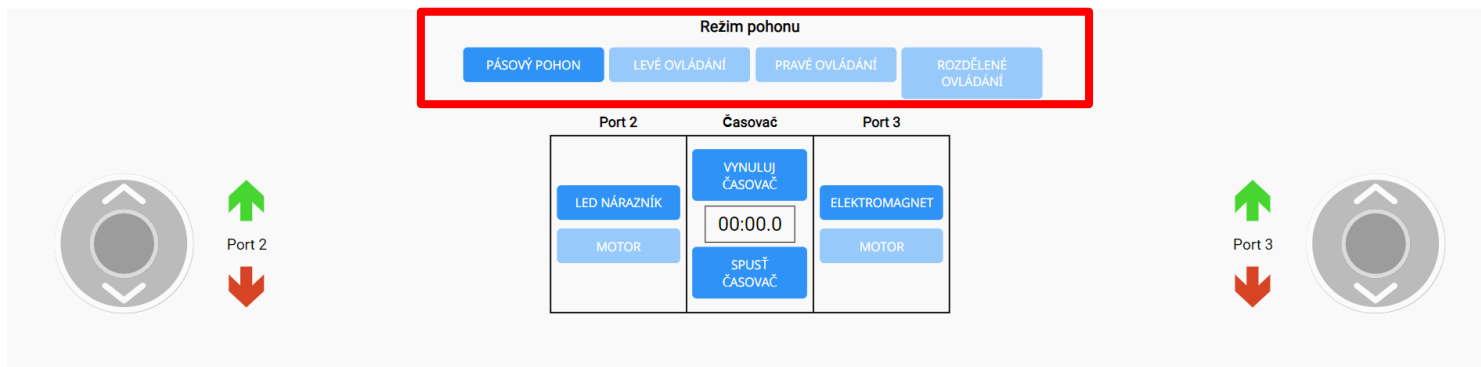 Režim pohonu
PÁSOVÝ POHON
LEVÉ OVLÁDÁNÍ
PRAVÉ OVLÁDÁNÍ
ROZDĚLENÉ
OVLÁDÁNÍ
Port 2
Časovač
Port 3
LED NÁRAZNÍK
MOTOR
VYNULUJ
ČASOVAČ
00:00.0
SPUSŤ
ČASOVAČ
ELEKTROMAGNET
MOTOR
Port 2
Port 3